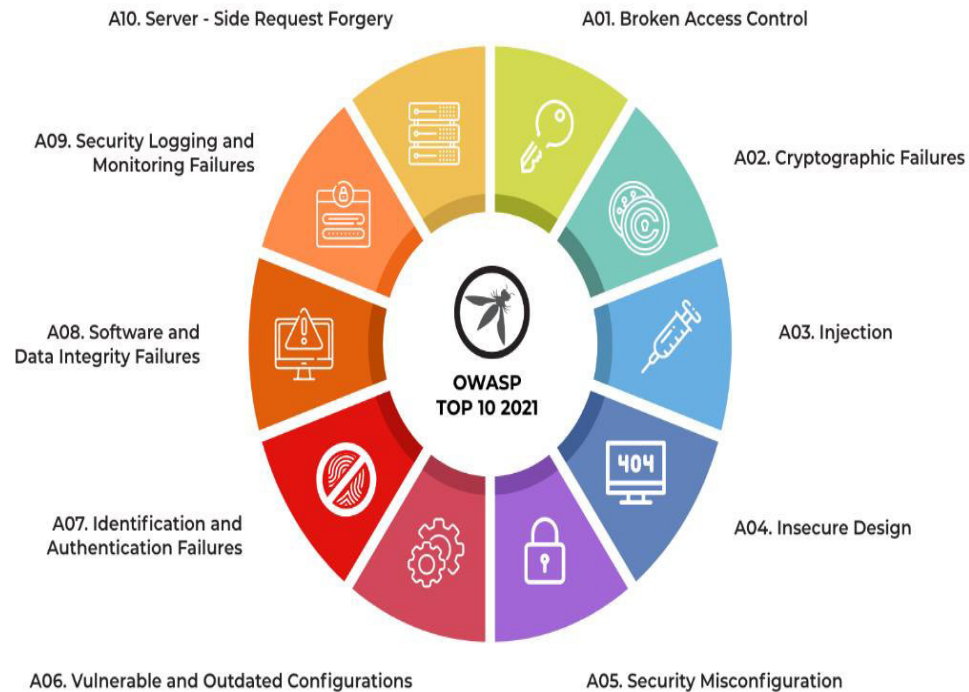 A10. Server - Side Request Forgery
A01. Broken Access Control
A09. Security Logging and
Monitoring Failures
A02. Cryptographic Failures
A08. Software and
Data Integrity Failures
OWASP
TOP 10 2021
A03. Injection
404
A07. Identification and
Authentication Failures
A04. Insecure Design
A06. Vulnerable and Outdated Configurations
A05. Security Misconfiguration